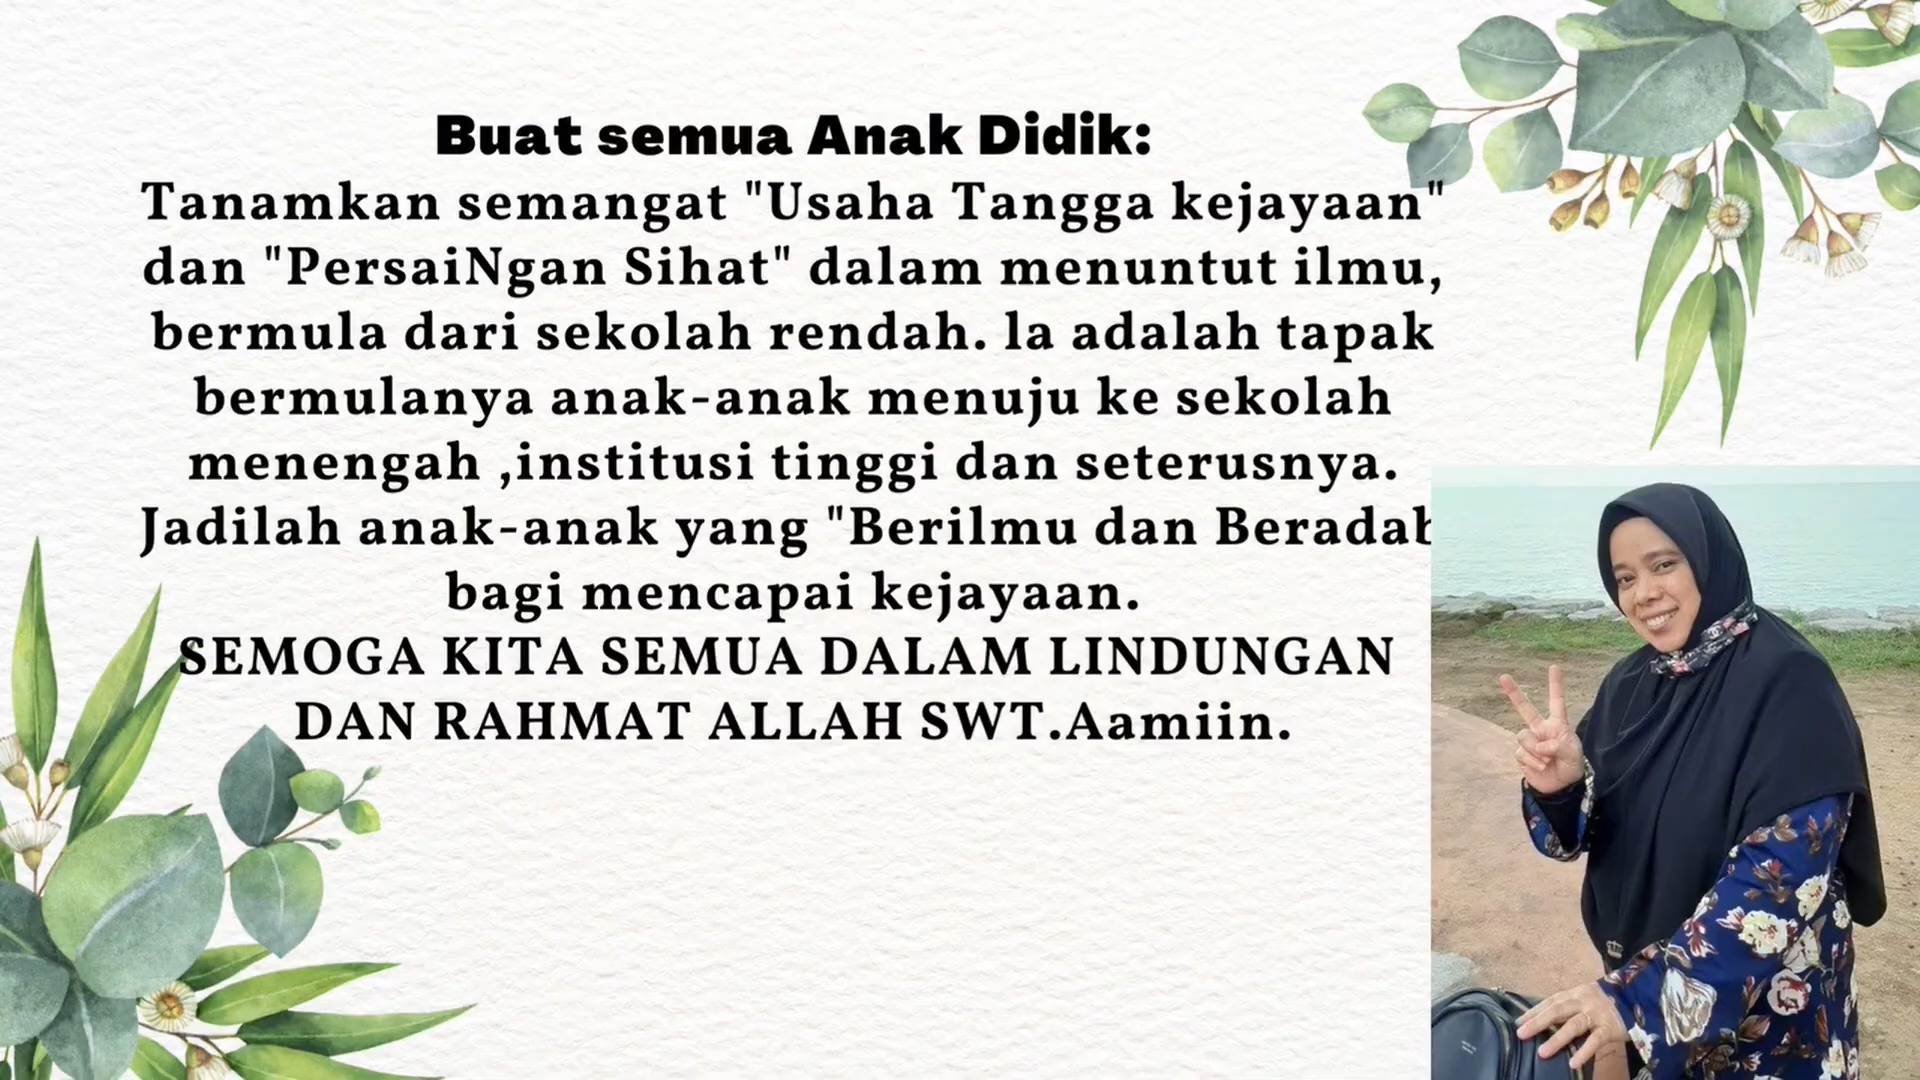 Buat semua Anak Didik:
Tanamkan semangat "Usaha Tangga kejayaan"
dan "PersaiNgan Sihat" dalam menuntut ilmu,
bermula dari sekolah rendah. la adalah tapak
bermulanya anak-anak menuju ke sekolah
menengah ,institusi tinggi dan seterusnya.
Jadilah anak-anak yang "Berilmu dan Beradab
bagi mencapai kejayaan.
SEMOGA KITA SEMUA DALAM LINDUNGAN
DAN RAHMAT ALLAH SWT.Aamiin.